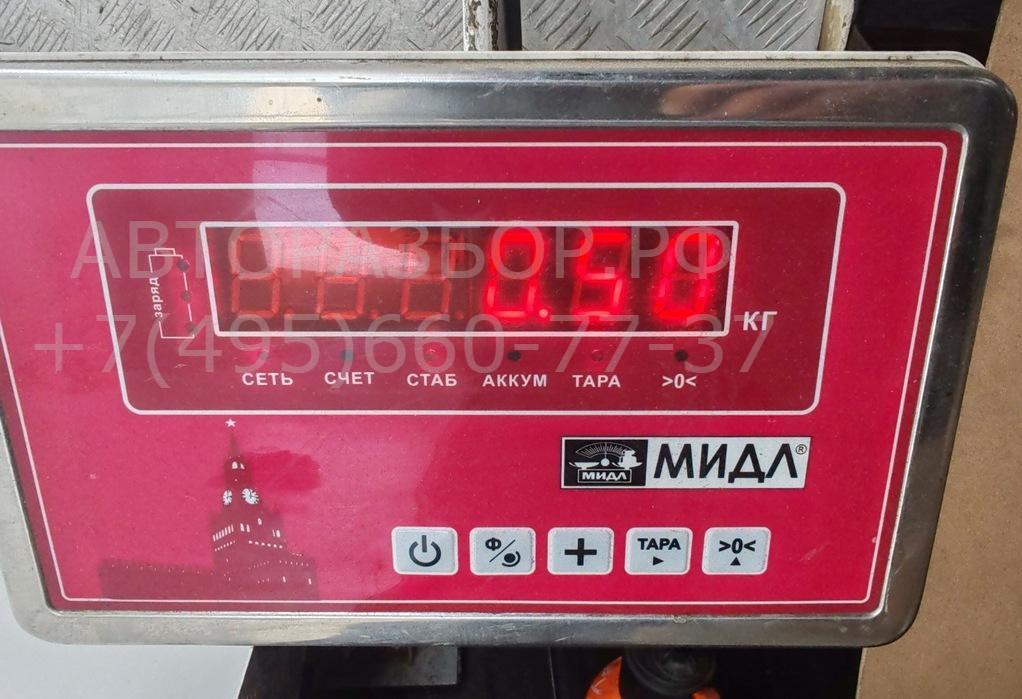 АВТОРАЗБОР.РФ
заряд
0.50
+7(495)660-77-37
КГ
СЕТЬ СЧЕТ СТАБ АККУМ ТАРА >0<
МИДЛ МИДЛ®
Ф ТАРА >0<